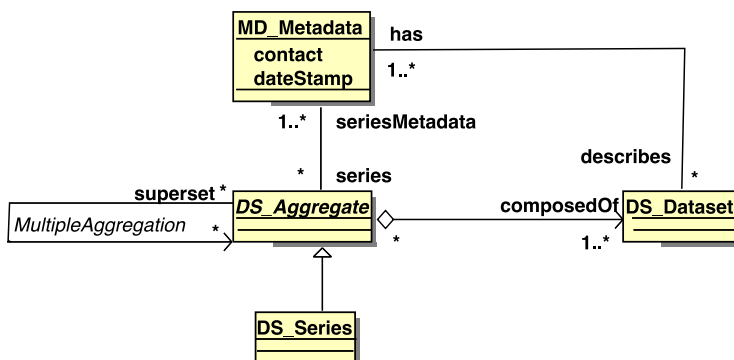 MD_Metadata
contact
dateStamp
has
1..*
1..*
seriesMetadata
*
series
describes
*
superset *
MultipleAggregation
*
DS_Aggregate
composedOf
*
1..*
DS_Dataset
DS_Series